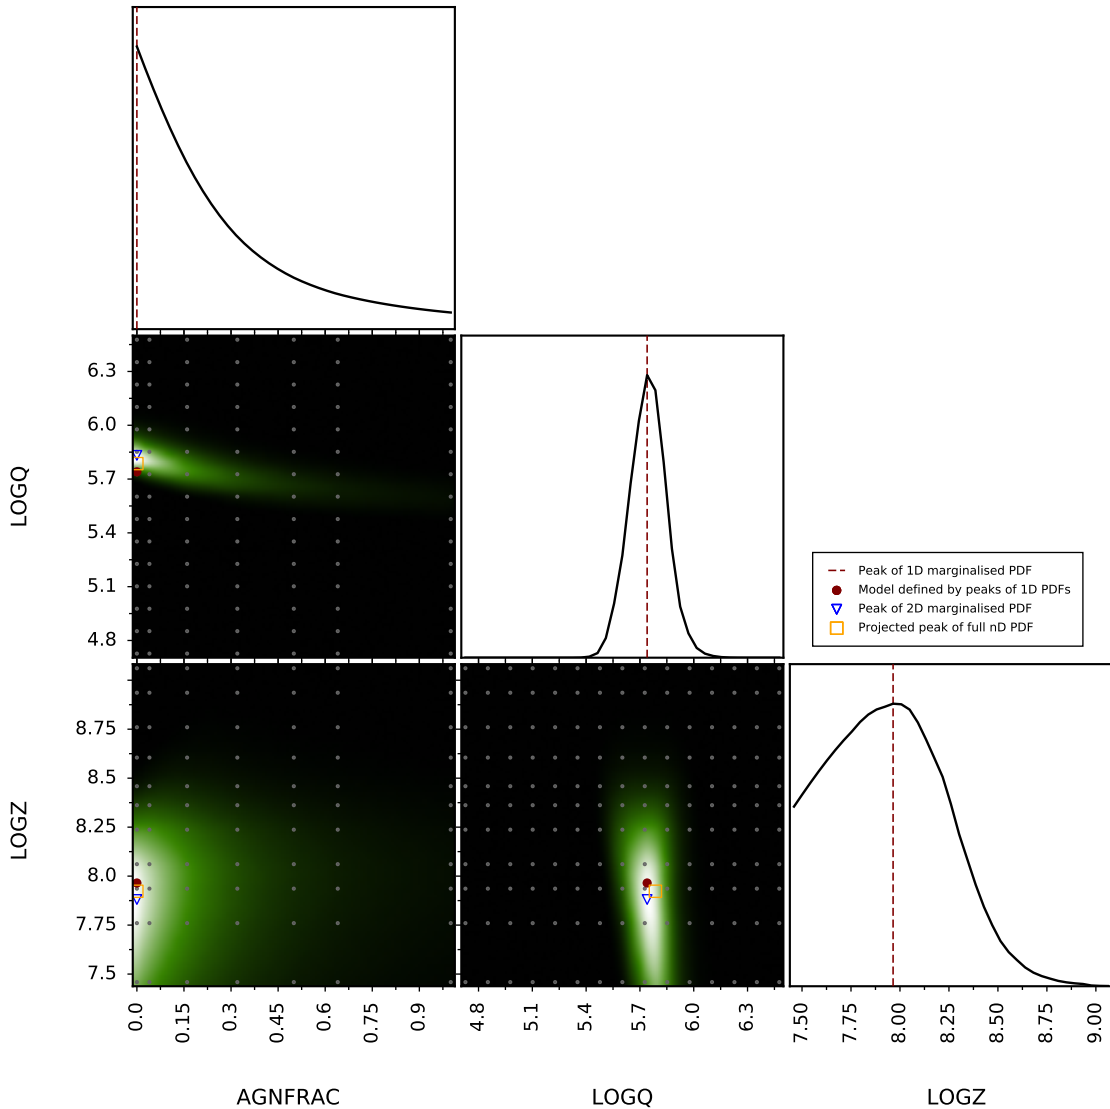 LOGQ
6.3
6.0
5.7
5.4
5.1
4.8
Peak of 1D marginalised PDF
Model defined by peaks of 1D PDFs
Peak of 2D marginalised PDF
Projected peak of full nD PDF
LOGZ
8.75
8.5
8.25
8.0
7.75
7.5
0.0 0.15 0.3 0.45 0.6 0.75 0.9
4.8 5.1 5.4 5.7 6.0 6.3
7.50 7.75 8.00 8.25 8.50 8.75 9.00
AGNFRAC
LOGQ
LOGZ